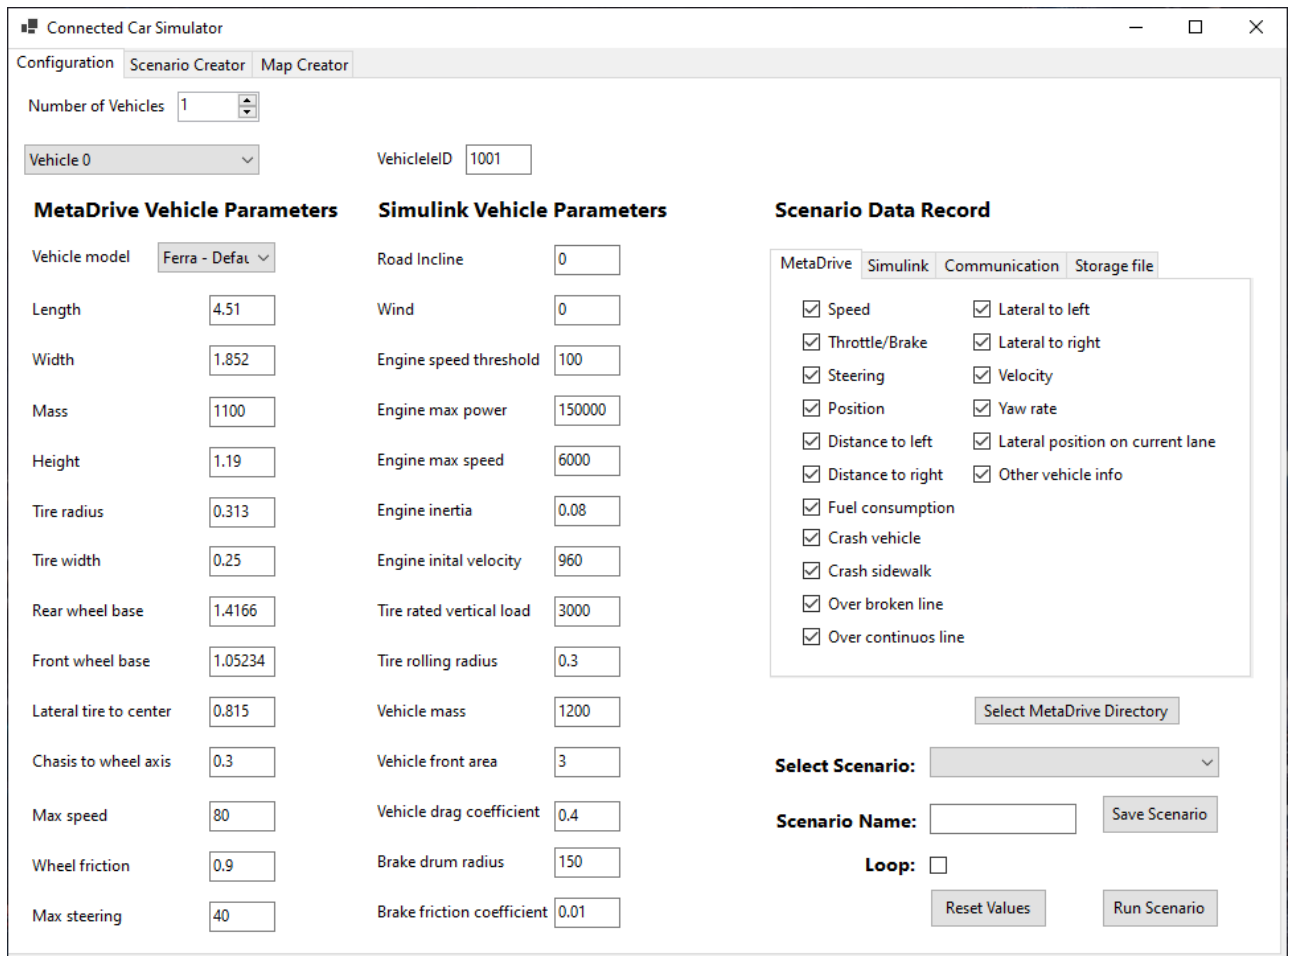 Connected Car Simulator
Configuration Scenario Creator Map Creator
Number of Vehicles 1
Vehicle 0
VehicleleID 1001
MetaDrive Vehicle Parameters
Vehicle model Ferra - Defau
Length 4.51
Width 1.852
Mass 1100
Height 1.19
Tire radius 0.313
Tire width 0.25
Rear wheel base 1.4166
Front wheel base 1.05234
Lateral tire to center 0.815
Chasis to wheel axis 0.3
Max speed 80
Wheel friction 0.9
Max steering 40
Simulink Vehicle Parameters
Road Incline 0
Wind 0
Engine speed threshold 100
Engine max power 150000
Engine max speed 6000
Engine inertia 0.08
Engine inital velocity 960
Tire rated vertical load 3000
Tire rolling radius 0.3
Vehicle mass 1200
Vehicle front area 3
Vehicle drag coefficient 0.4
Brake drum radius 150
Brake friction coefficient 0.01
Scenario Data Record
MetaDrive Simulink Communication Storage file
Speed
Throttle/Brake
Steering
Position
Distance to left
Distance to right
Fuel consumption
Crash vehicle
Crash sidewalk
Over broken line
Over continuos line
Lateral to left
Lateral to right
Velocity
Yaw rate
Lateral position on current lane
Other vehicle info
Select MetaDrive Directory
Select Scenario:
Scenario Name:
Save Scenario
Loop:
Reset Values
Run Scenario